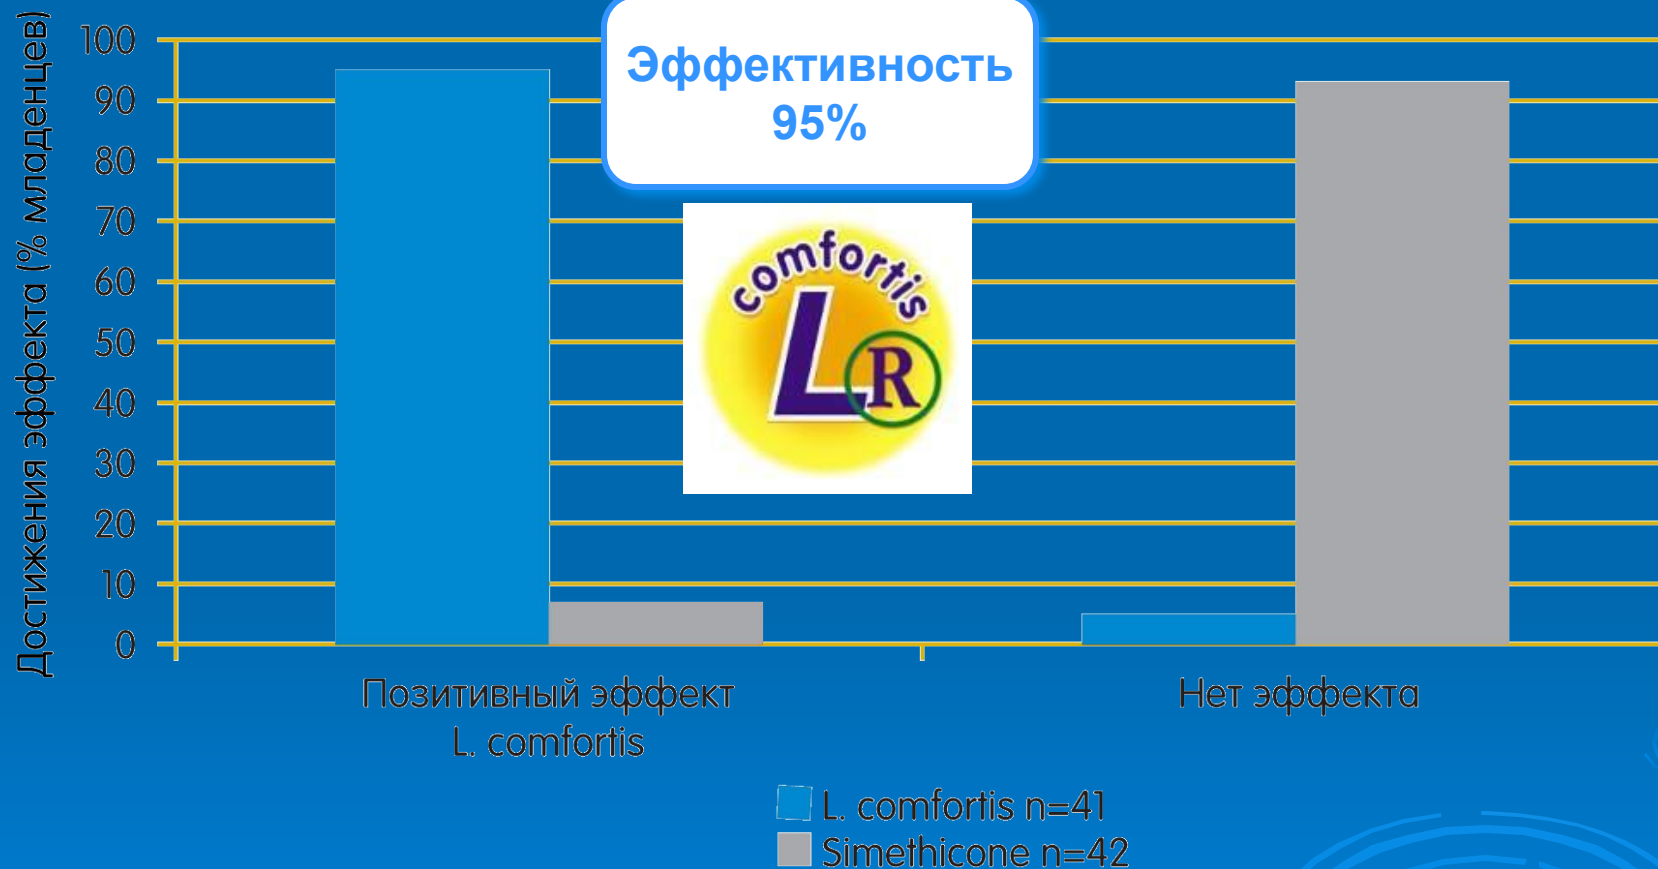 Достижения эффекта (% младенцев)
100
90
80
70
60
50
40
30
20
10
0
Эффективность
95%
comfortis
L R
Позитивный эффект
L. comfortis
Нет эффекта
L. comfortis n=41
Simethicone n=42